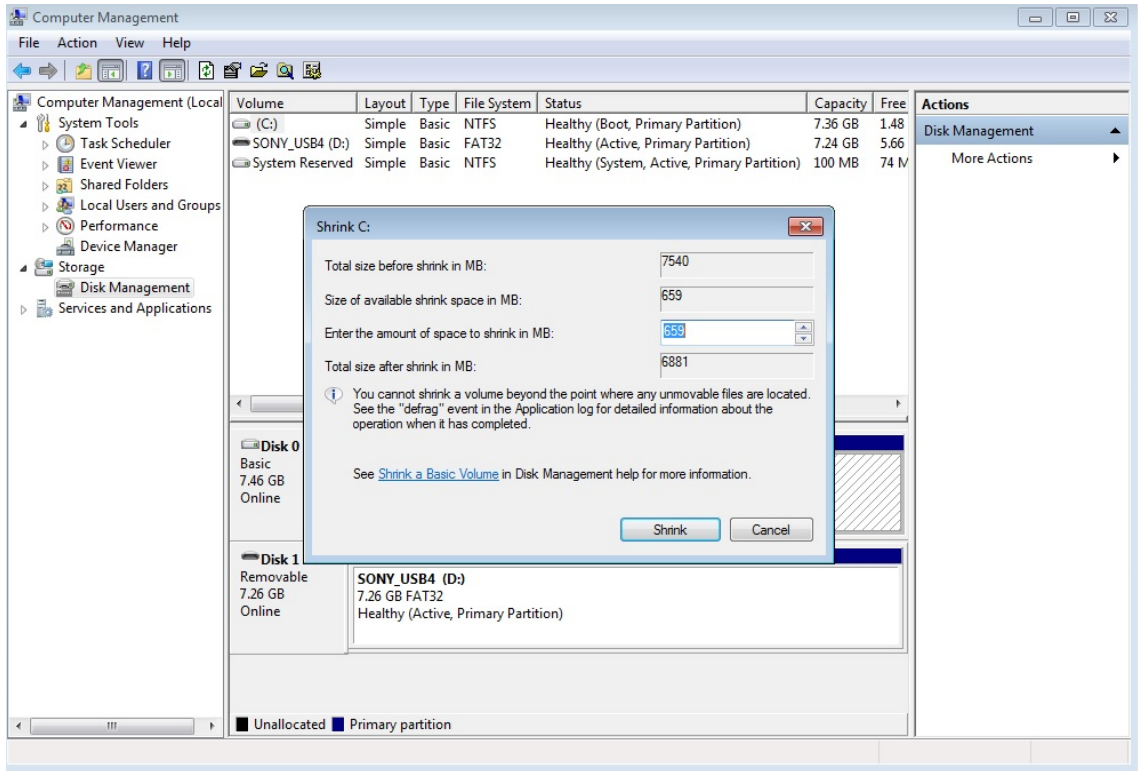 Computer Management
File Action View Help
Computer Management (Local
System Tools
Task Scheduler
Event Viewer
Shared Folders
Local Users and Groups
Performance
Device Manager
Storage
Disk Management
Services and Applications
Volume Layout Type File System Status Capacity Free
(C:) Simple Basic NTFS Healthy (Boot, Primary Partition) 7.36 GB 1.48
SONY_USB4 (D:) Simple Basic FAT32 Healthy (Active, Primary Partition) 7.24 GB 5.66
System Reserved Simple Basic NTFS Healthy (System, Active, Primary Partition) 100 MB 74 M
Actions
Disk Management
More Actions
Shrink C:
Total size before shrink in MB: 7540
Size of available shrink space in MB: 659
Enter the amount of space to shrink in MB: 659
Total size after shrink in MB: 6881
You cannot shrink a volume beyond the point where any unmovable files are located.
See the "defrag" event in the Application log for detailed information about the
operation when it has completed.
See Shrink a Basic Volume in Disk Management help for more information.
Shrink Cancel
Disk 0
Basic
7.46 GB
Online
Disk 1
Removable
7.26 GB
Online
SONY_USB4 (D:)
7.26 GB FAT32
Healthy (Active, Primary Partition)
Unallocated Primary partition